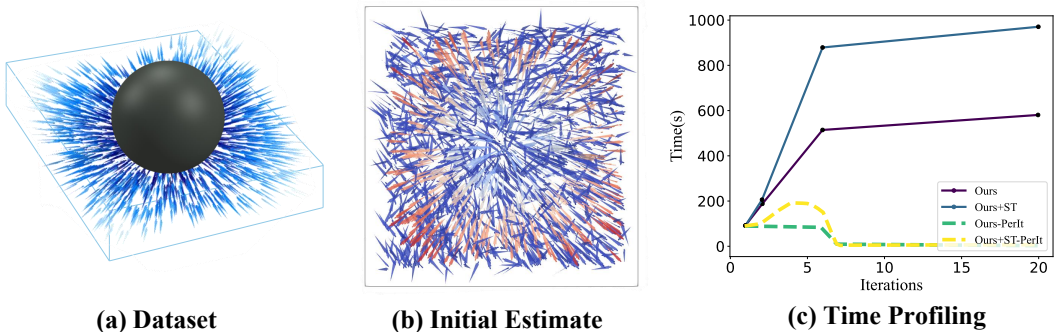 1000
800
600
400
200
0
Time(s)
Ours
Ours+ST
Ours-PerIt
Ours+ST-PerIt
0 5 10 15 20
Iterations
(a) Dataset
(b) Initial Estimate
(c) Time Profiling